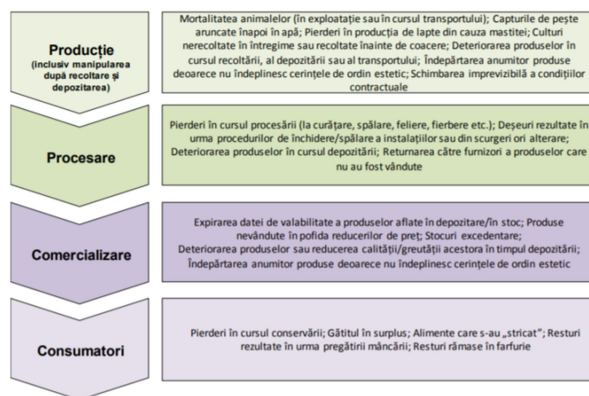 Producție
(inclusiv manipularea
după recoltare și
depozitarea)
Mortalitatea animalelor (în exploatație sau în cursul transportului); Capturile de pește
aruncate înapoi în apă; Pierderi în producția de lapte din cauza mastitei; Culturi
nerecoltate în întregime sau recoltate înainte de coacere; Deteriorarea produselor în
cursul recoltării, al depozitării sau al transportului; Îndepărtarea anumitor produse
deoarece nu îndeplinesc cerințele de ordin estetic; Schimbarea imprevizibilă a condițiilor
contractuale
Procesare
Pierderi în cursul procesării (la curățare, spălare, feliere, fierbere etc.); Deșeuri rezultate în
urma procedurilor de închidere/spălare a instalațiilor sau din scurgeri ori alterare;
Deteriorarea produselor în cursul depozitării; Returnarea către furnizori a produselor care
nu au fost vândute
Comercializare
Expirarea datei de valabilitate a produselor aflate în depozitare/în stoc; Produse
nevândute în pofida reducerilor de preț; Stocuri excedentare;
Deteriorarea produselor sau reducerea calității/greutății acestora în timpul depozitării;
Îndepărtarea anumitor produse deoarece nu îndeplinesc cerințele de ordin estetic
Consumatori
Pierderi în cursul conservării; Gătitul în surplus; Alimente care s-au „stricat”; Resturi
rezultate în urma pregătirii mâncării; Resturi rămase în farfurie